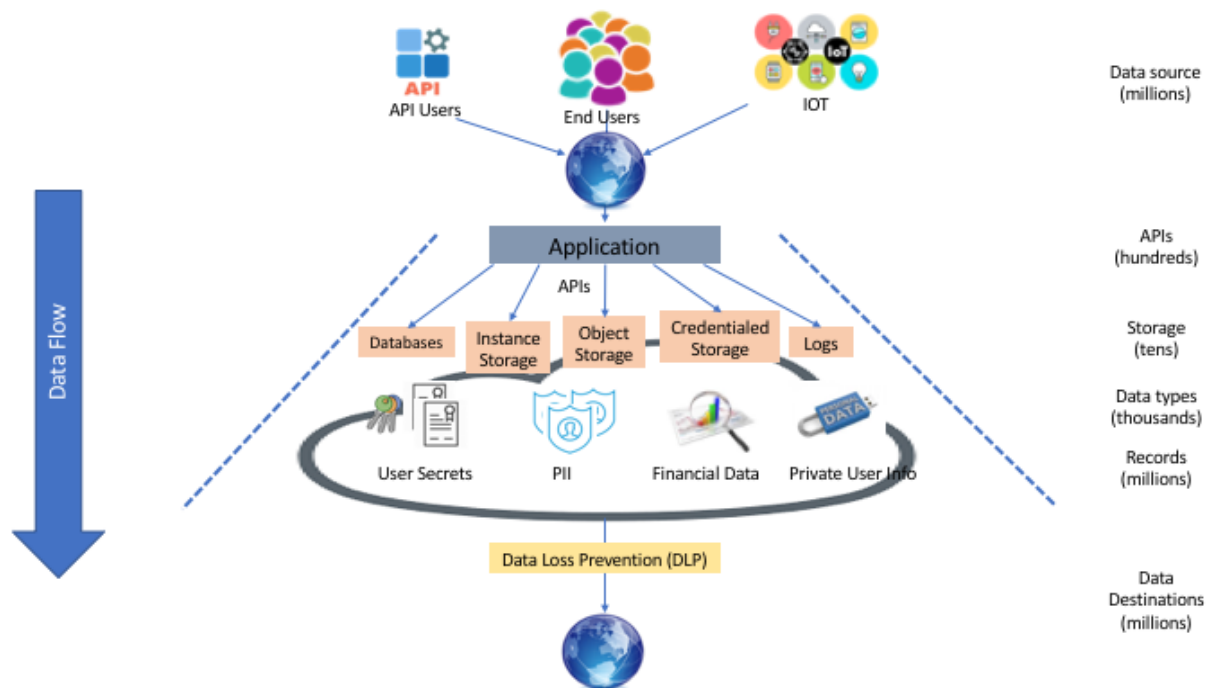 API
API Users
End Users
IoT
IOT
Data source
(millions)
Data Flow
Application
APIs
(hundreds)
APIs
Databases
Instance
Storage
Object
Storage
Credentialed
Storage
Logs
Storage
(tens)
PERSONAL
DATA
Data types
(thousands)
User Secrets
PII
Financial Data
Private User Info
Records
(millions)
Data Loss Prevention (DLP)
Data
Destinations
(millions)